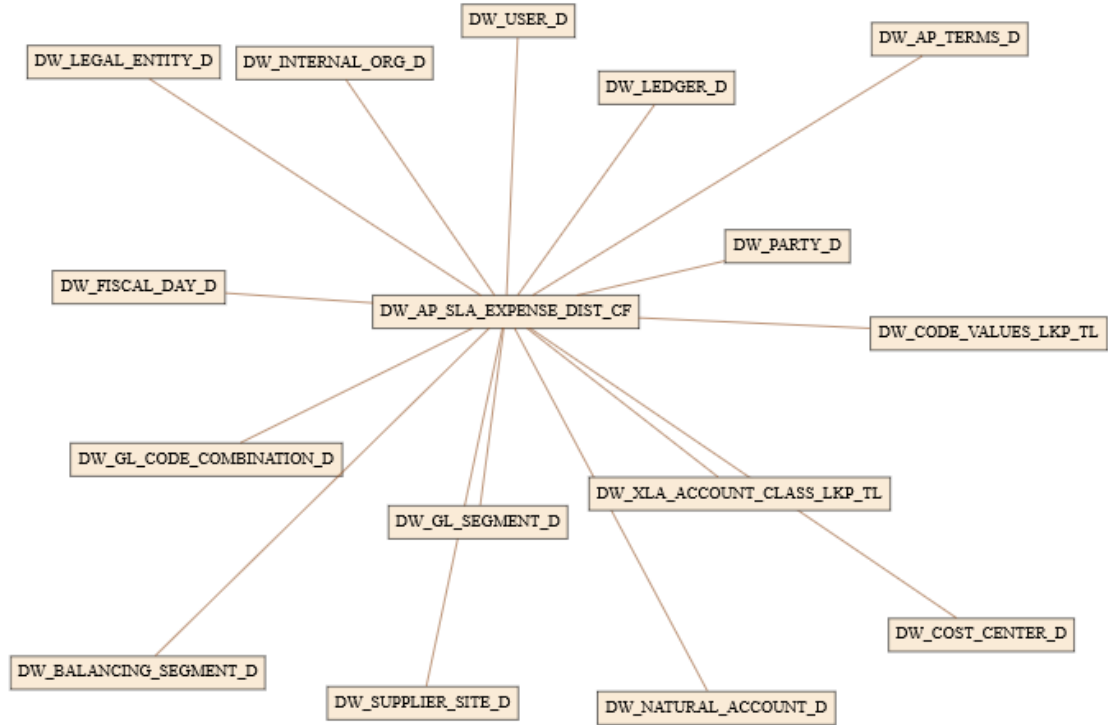 DW_USER_D
DW_AP_TERMS_D
DW_LEGAL_ENTITY_D
DW_INTERNAL_ORG_D
DW_LEDGER_D
DW_PARTY_D
DW_FISCAL_DAY_D
DW_AP_SLA_EXPENSE_DIST_CF
DW_CODE_VALUES_LKP_TL
DW_GL_CODE_COMBINATION_D
DW_XLA_ACCOUNT_CLASS_LKP_TL
DW_GL_SEGMENT_D
DW_COST_CENTER_D
DW_BALANCING_SEGMENT_D
DW_SUPPLIER_SITE_D
DW_NATURAL_ACCOUNT_D